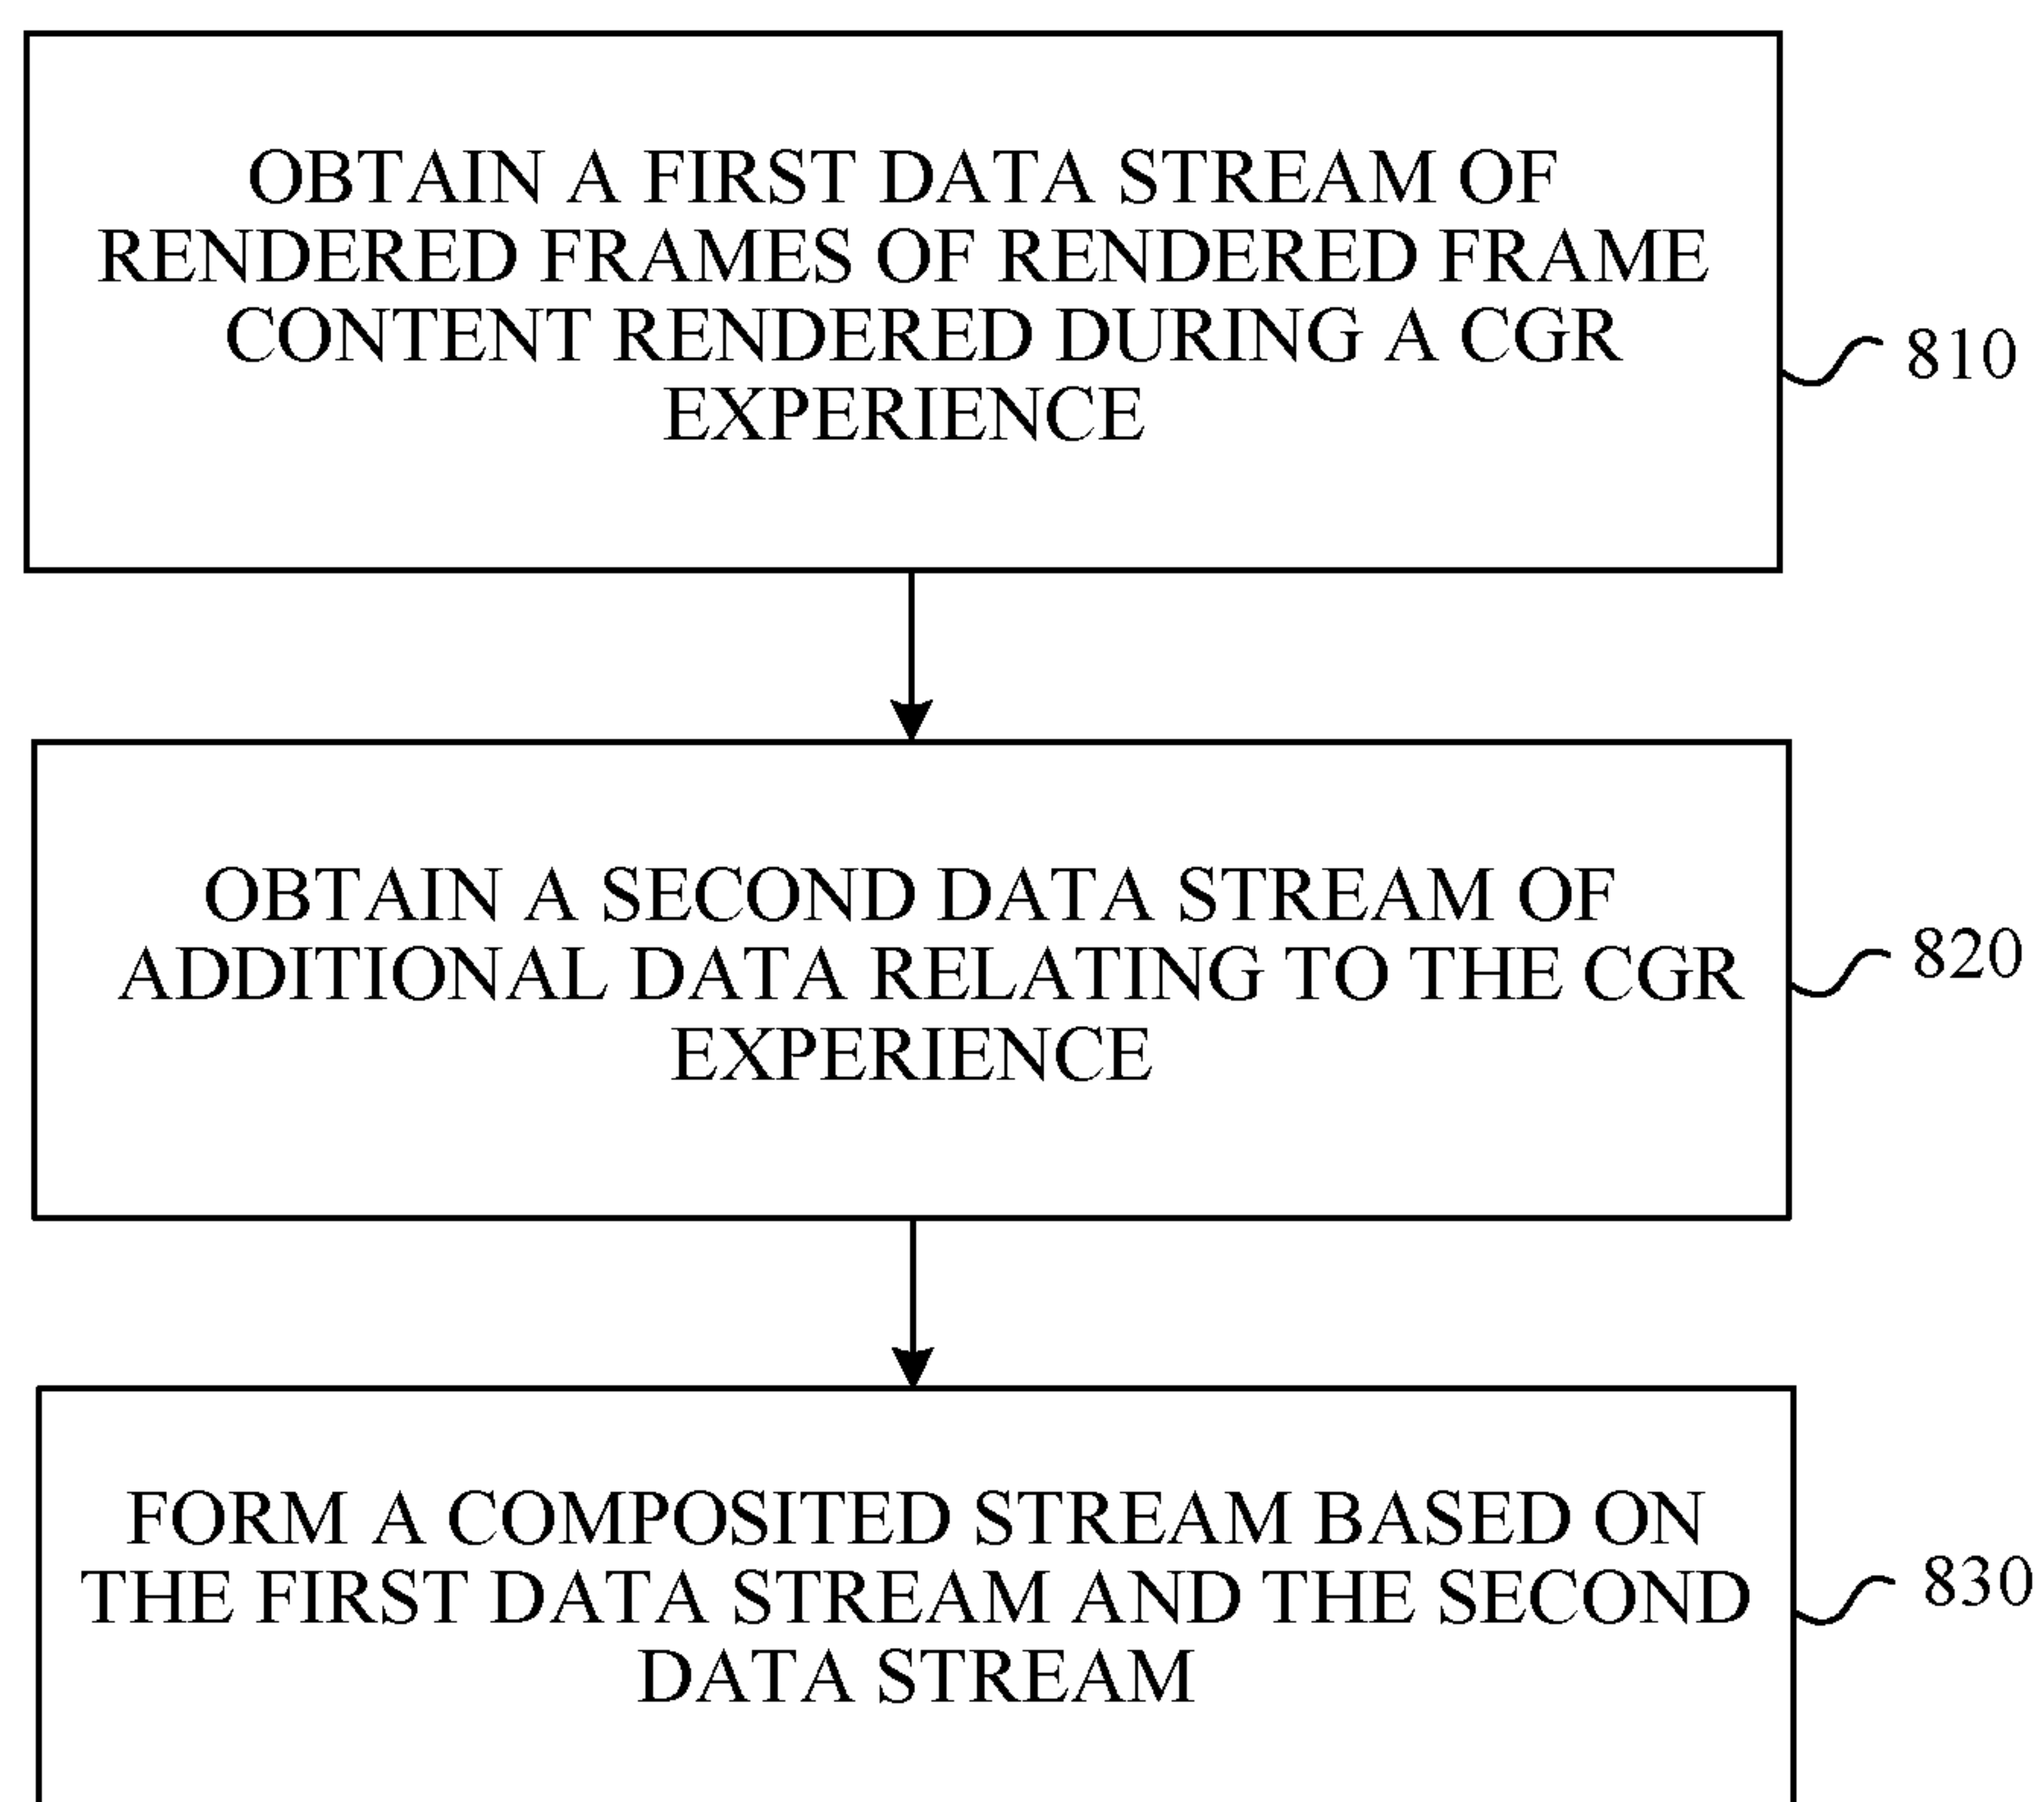 OBTAIN A FIRST DATA STREAM OF
RENDERED FRAMES OF RENDERED FRAME
CONTENT RENDERED DURING A CGR
EXPERIENCE
810
OBTAIN A SECOND DATA STREAM OF
ADDITIONAL DATA RELATING TO THE CGR
EXPERIENCE
820
FORM A COMPOSITED STREAM BASED ON
THE FIRST DATA STREAM AND THE SECOND
DATA STREAM
830